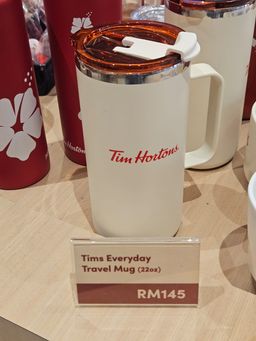 Tim Hortons.
Tims Everyday
Travel Mug (22oz)
RM145